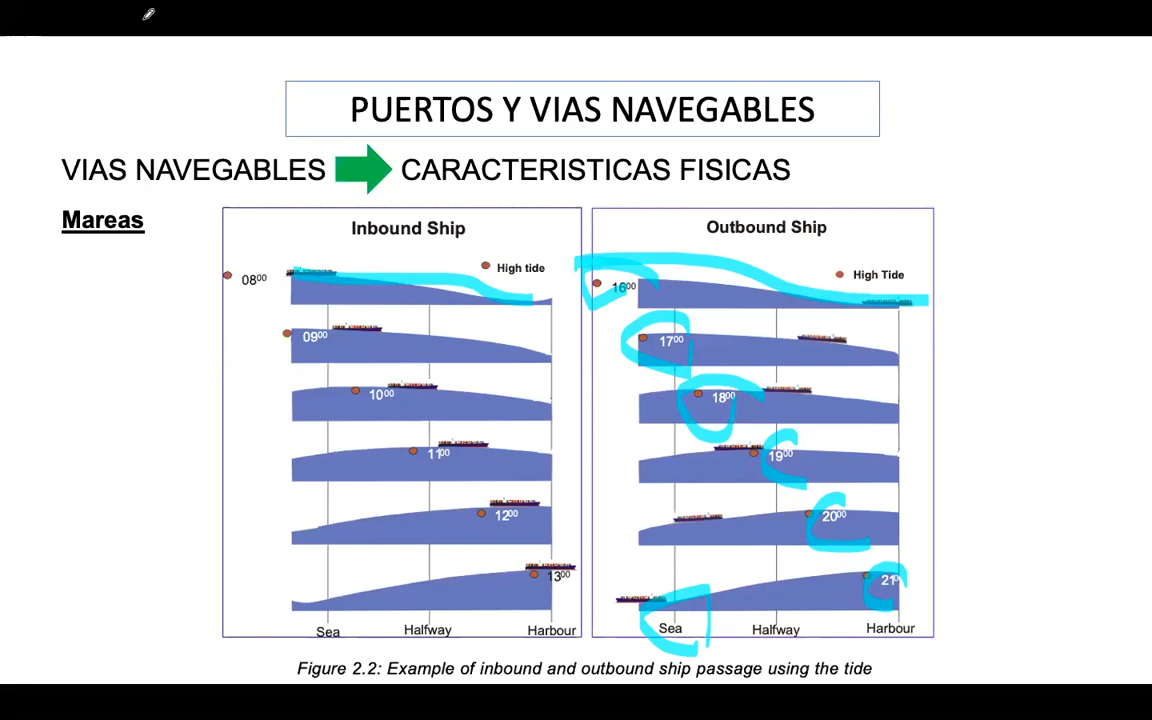 PUERTOS Y VIAS NAVEGABLES
VIAS NAVEGABLES CARACTERISTICAS FISICAS
Mareas
Inbound Ship
High tide
08⁰⁰
09⁰⁰
10⁰⁰
11⁰⁰
12⁰⁰
13⁰⁰
Sea Halfway Harbour
Outbound Ship
High Tide
16⁰⁰
17⁰⁰
18⁰⁰
19⁰⁰
20⁰⁰
21⁰⁰
Sea Halfway Harbour
Figure 2.2: Example of inbound and outbound ship passage using the tide